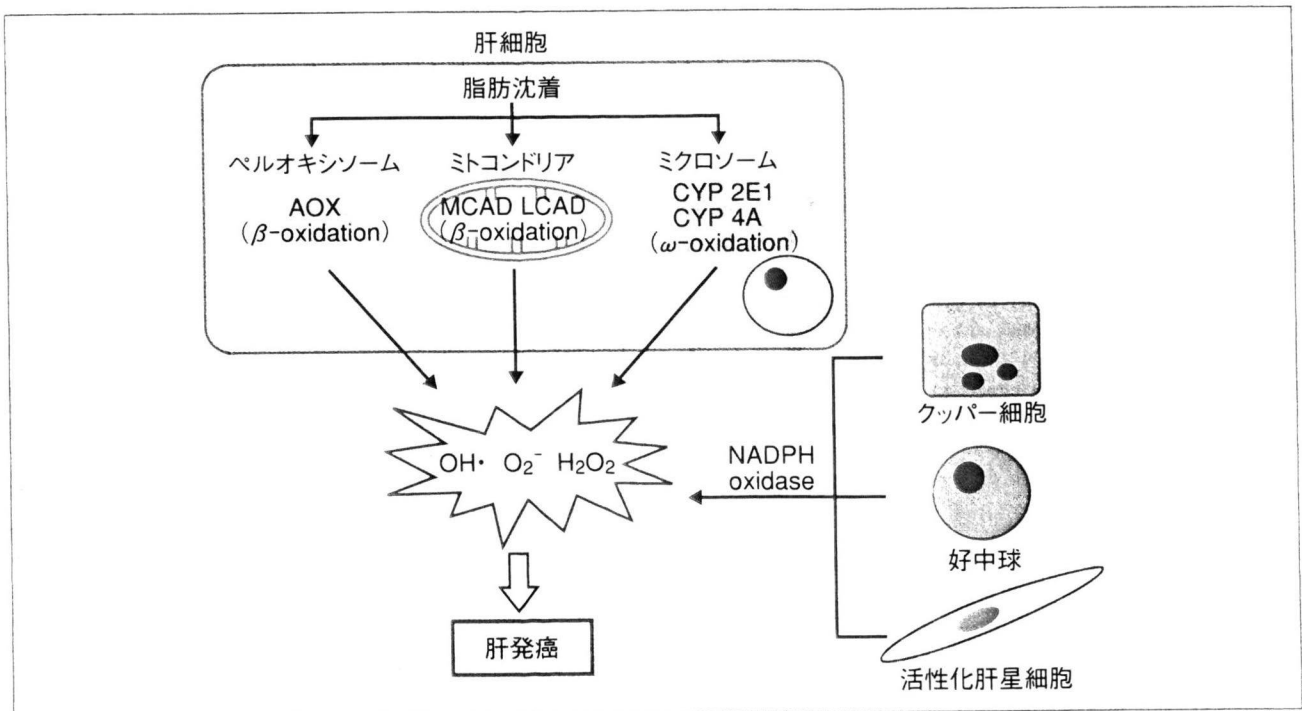 肝細胞
脂肪沈着
ペルオキシソーム
AOX
(β-oxidation)
ミトコンドリア
MCAD LCAD
(β-oxidation)
ミクロソーム
CYP 2E1
CYP 4A
(ω-oxidation)
OH・ O₂⁻ H₂O₂
NADPH
oxidase
クッパー細胞
好中球
活性化肝星細胞
肝発癌